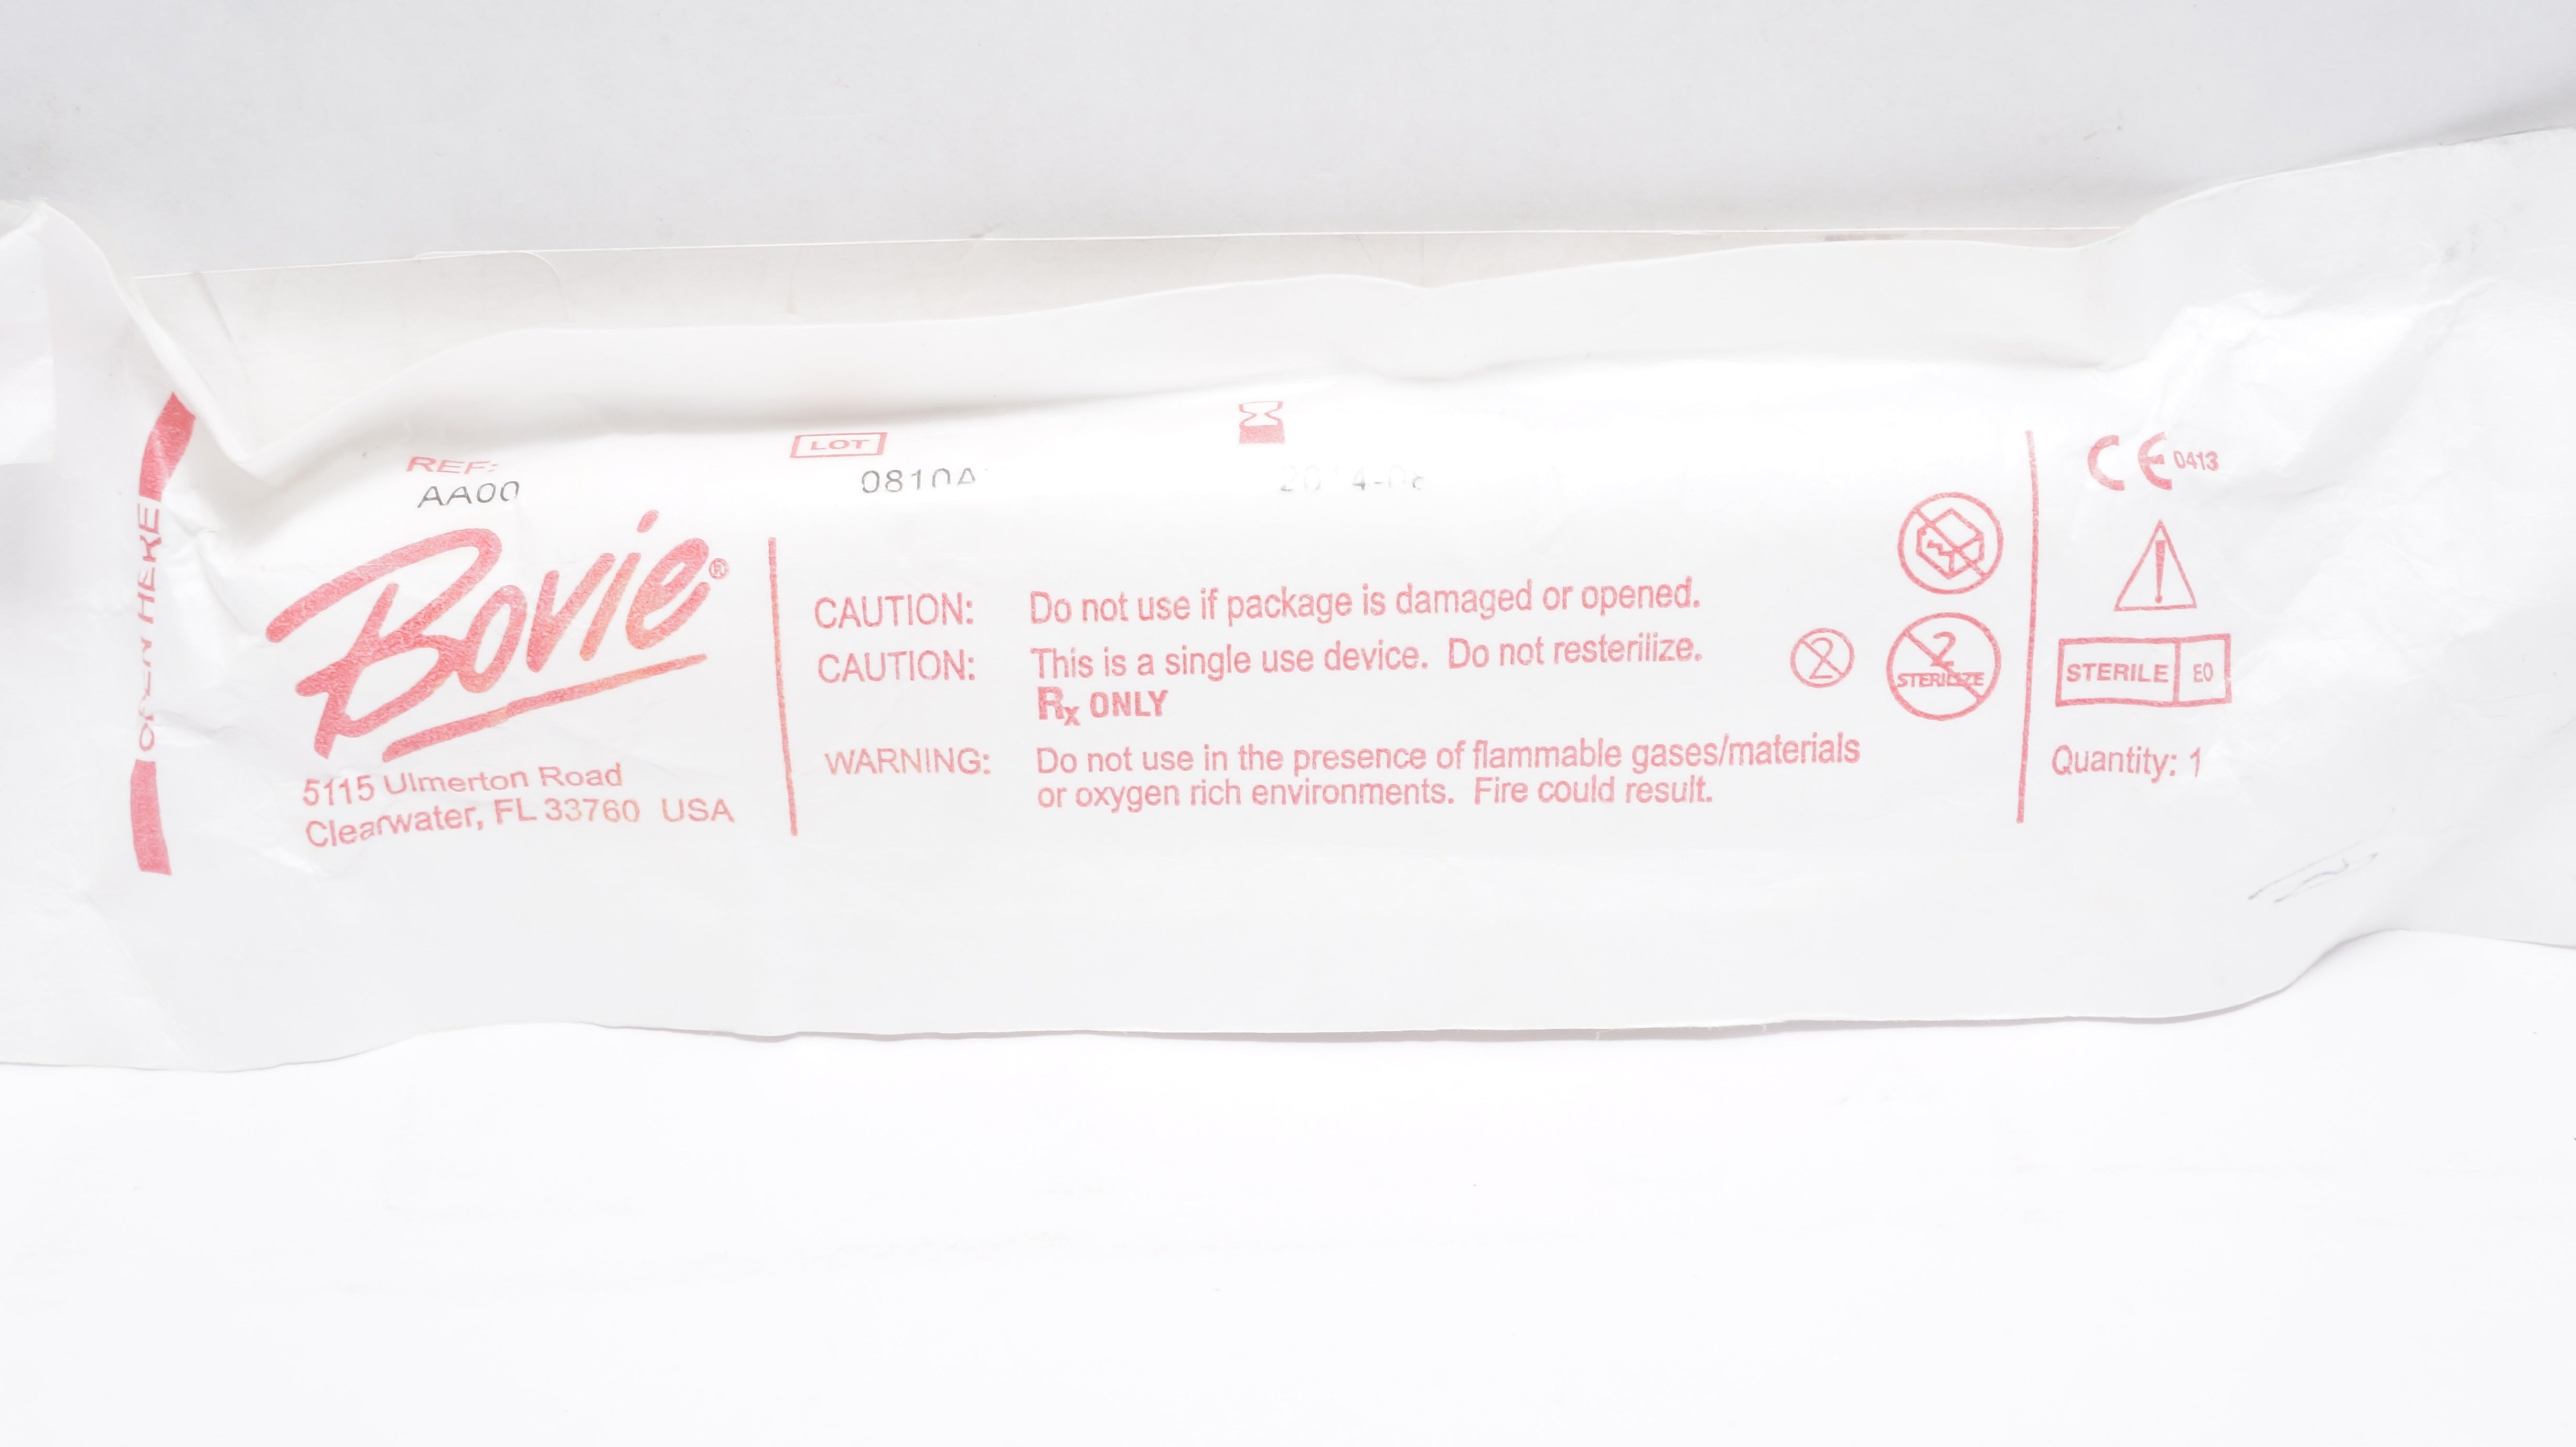 OPEN HERE
REF:
AA00
LOT
0810A
Bovie®
5115 Ulmerton Road
Clearwater, FL 33760 USA
CAUTION: Do not use if package is damaged or opened.
CAUTION: This is a single use device. Do not resterilize.
Rx ONLY
WARNING: Do not use in the presence of flammable gases/materials
or oxygen rich environments. Fire could result.
2
2
STERILIZE
CE 0413
STERILE EO
Quantity: 1